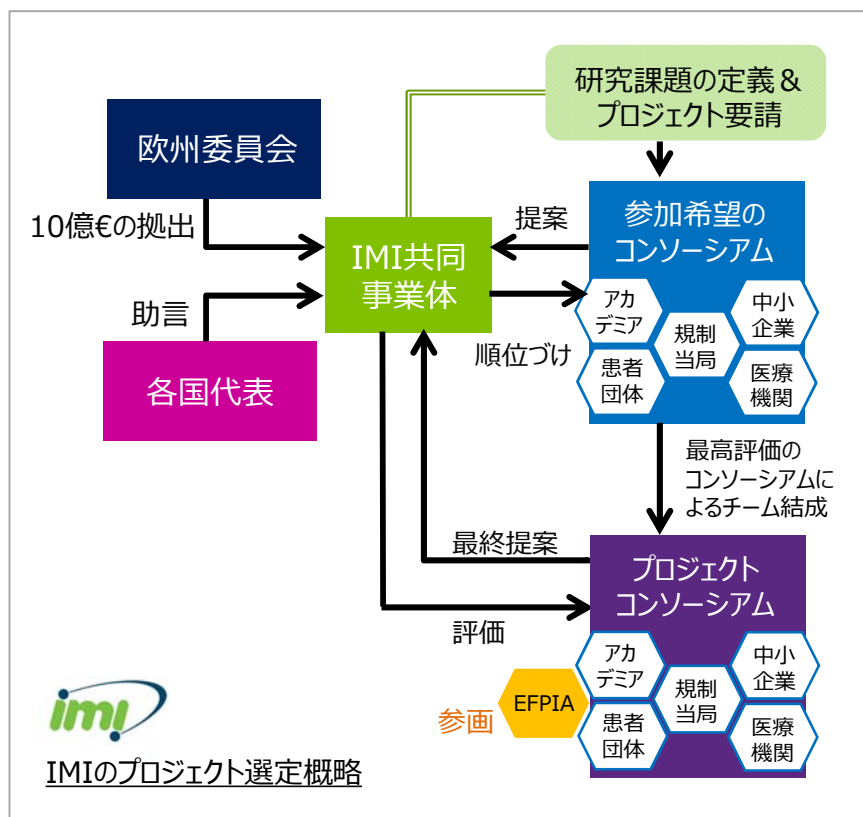 研究課題の定義＆
プロジェクト要請
欧州委員会
10億€の拠出
提案
参加希望の
コンソーシアム
IMI共同
事業体
助言
順位づけ
アカ
デミア
中小
企業
規制
当局
患者
団体
医療
機関
各国代表
最高評価の
コンソーシアムに
よるチーム結成
最終提案
プロジェクト
コンソーシアム
評価
アカ
デミア
中小
企業
規制
当局
EFPIA
参画
患者
団体
医療
機関
imi
IMIのプロジェクト選定概略